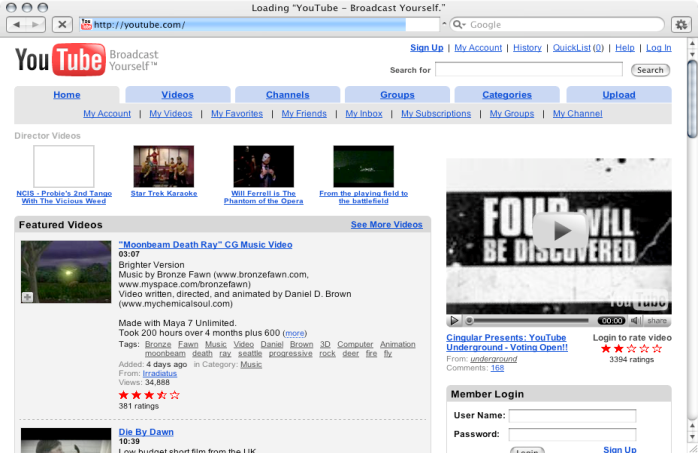 Loading "YouTube – Broadcast Yourself."
http://youtube.com/
Google
YouTube Broadcast Yourself ™
Sign Up | My Account | History | QuickList (0) | Help | Log In
Search for
Search
Home
Videos
Channels
Groups
Categories
Upload
My Account | My Videos | My Favorites | My Friends | My Inbox | My Subscriptions | My Groups | My Channel
Director Videos
NCIS - Probie's 2nd Tango
With The Vicious Weed
Star Trek Karaoke
Will Ferrell is The
Phantom of the Opera
From the playing field to
the battlefield
Featured Videos
See More Videos
"Moonbeam Death Ray" CG Music Video
03:07
Brighter Version
Music by Bronze Fawn (www.bronzefawn.com,
www.myspace.com/bronzefawn)
Video written, directed, and animated by Daniel D. Brown
(www.mychemicalsoul.com)
Made with Maya 7 Unlimited.
Took 200 hours over 4 months plus 600 (more)
Tags: Bronze Fawn Music Video Daniel Brown 3D Computer Animation
moonbeam death ray seattle progressive rock deer fire fly
Added: 4 days ago in Category: Music
From: Irradiatus
Views: 34,888
381 ratings
Die By Dawn
10:39
Low budget short film from the UK
FOUR WILL
BE DISCOVERED
YouTube
00:00
share
Cingular Presents: YouTube
Underground - Voting Open!!
From: underground
Comments: 168
Login to rate video
3394 ratings
Member Login
User Name:
Password:
Login
Sign Up